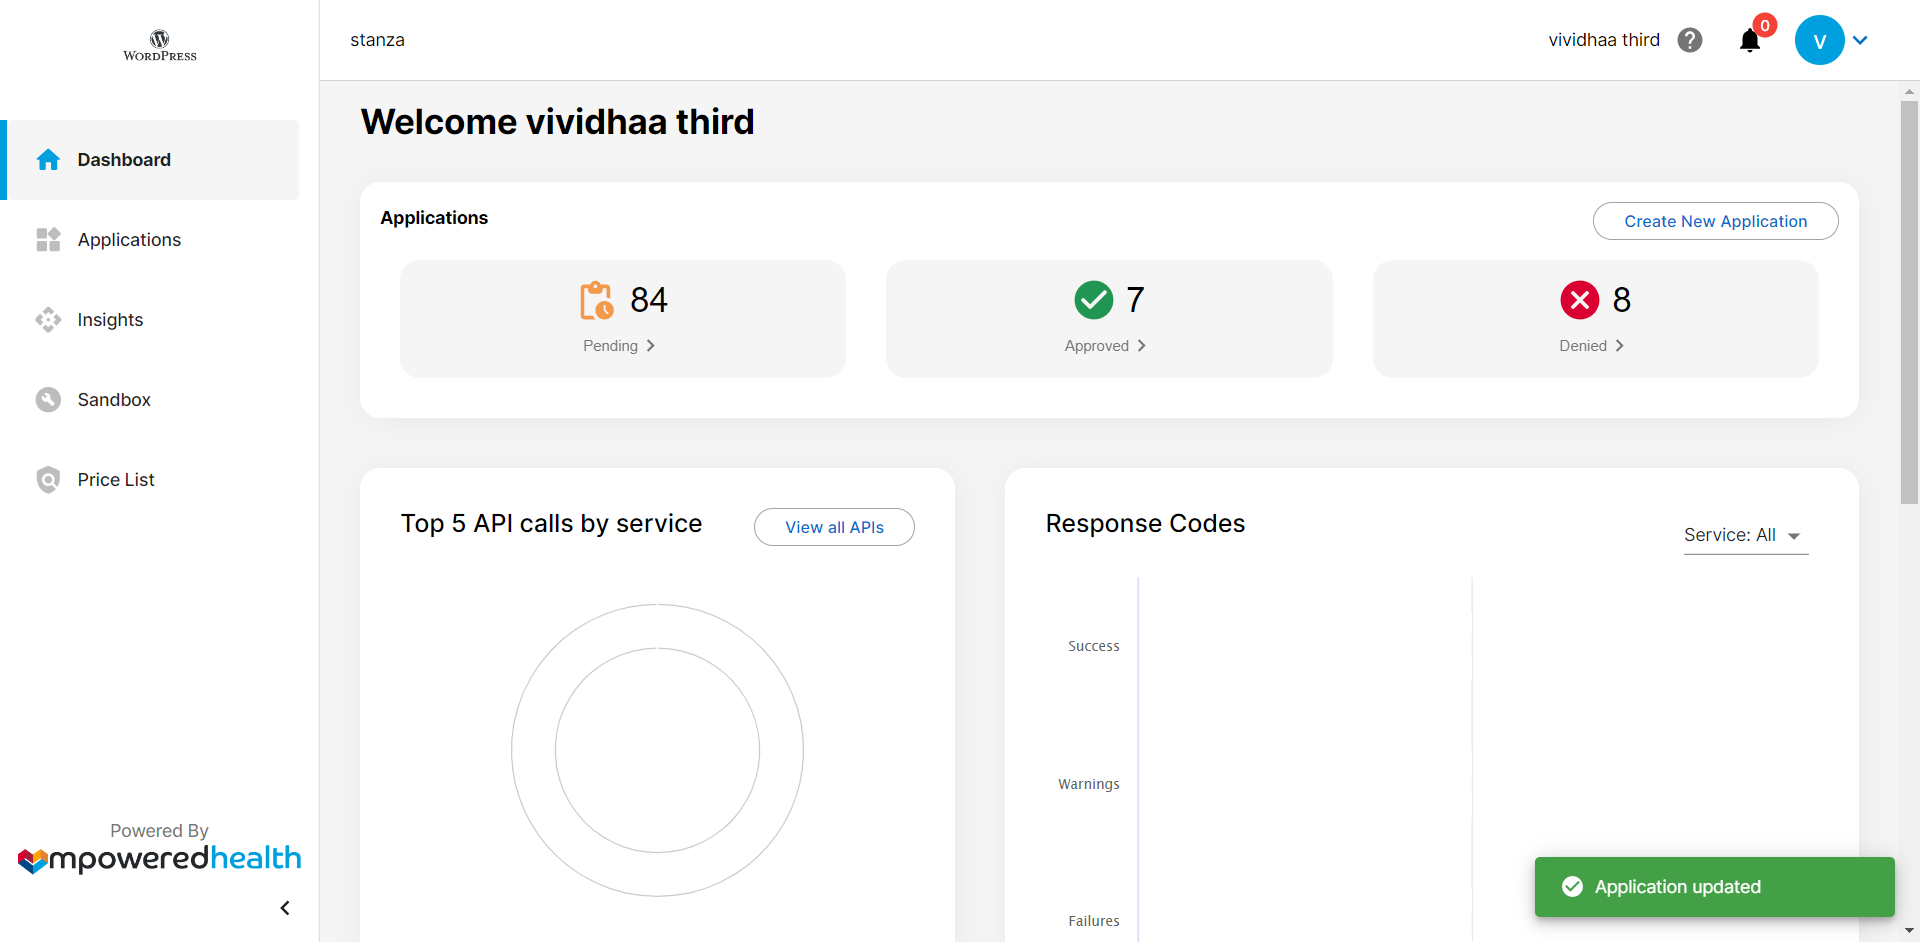 WORDPRESS
stanza
vividhaa third
0
V
Welcome vividhaa third
Dashboard
Applications
Insights
Sandbox
Price List
Applications
Create New Application
84
Pending
7
Approved
8
Denied
Top 5 API calls by service
View all APIs
Response Codes
Service: All
Success
Warnings
Failures
Powered By
mpoweredhealth
Application updated